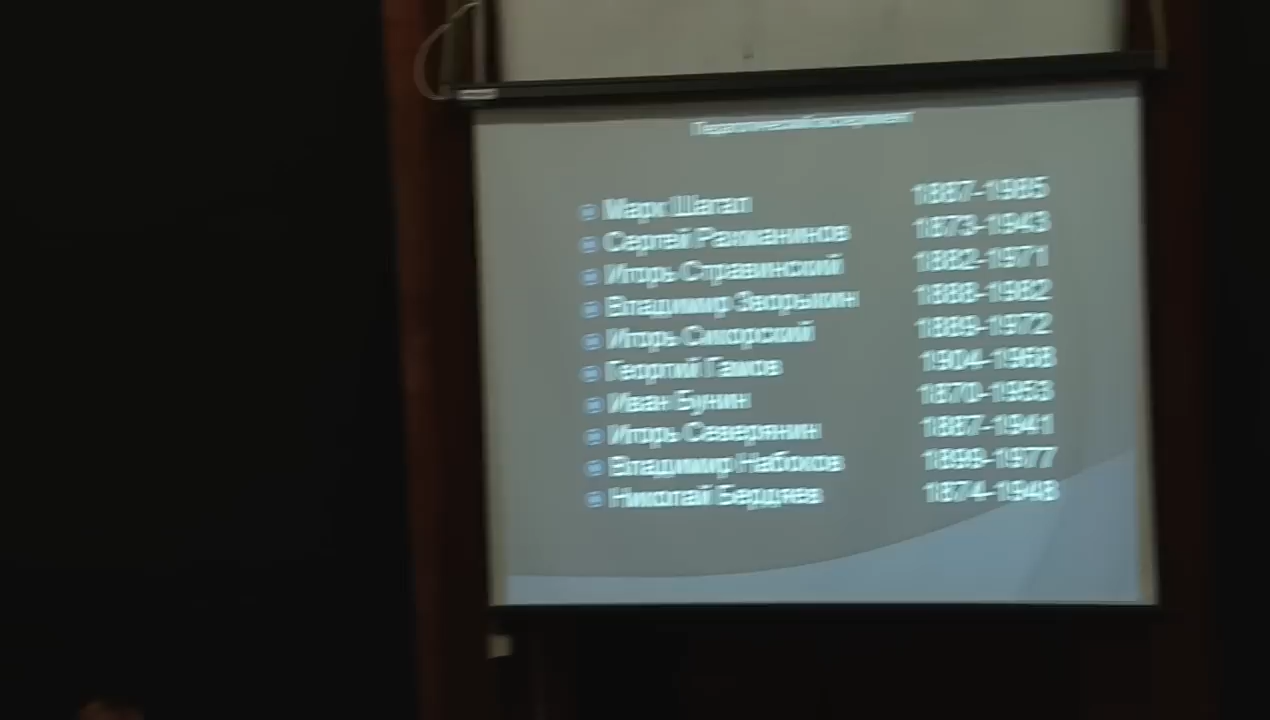 Марк Шагал 1887-1985
Сергей Рахманинов 1873-1943
Игорь Стравинский 1882-1971
Владимир Зворыкин 1888-1982
Игорь Сикорский 1889-1972
Георгий Гамов 1904-1968
Иван Бунин 1870-1953
Игорь Северянин 1887-1941
Владимир Набоков 1899-1977
Николай Бердяев 1874-1948